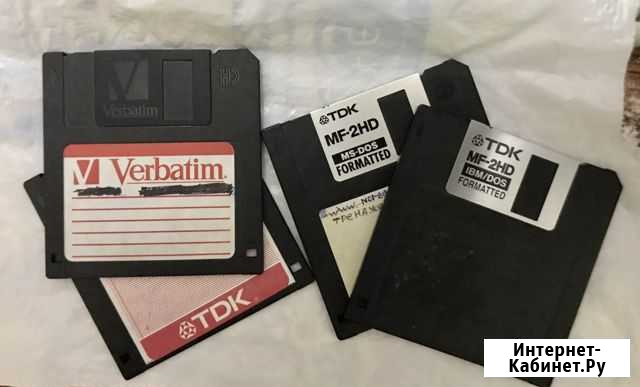 Verbatim
HD
Verbatim
TDK
TDK
MF-2HD
MS-DOS
FORMATTED
TDK
MF-2HD
IBM/DOS
FORMATTED
Интернет-
Кабинет.Ру